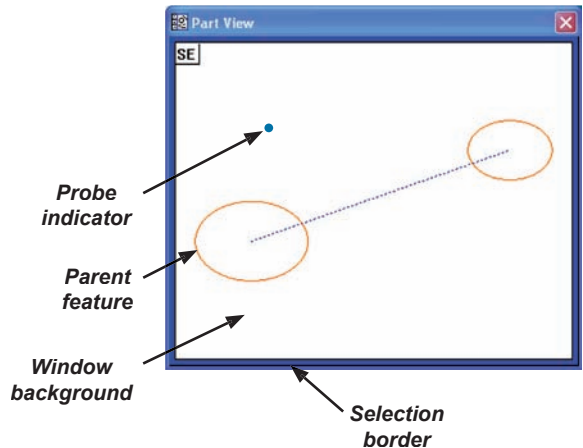 Part View
SE
Probe
indicator
Parent
feature
Window
background
Selection
border